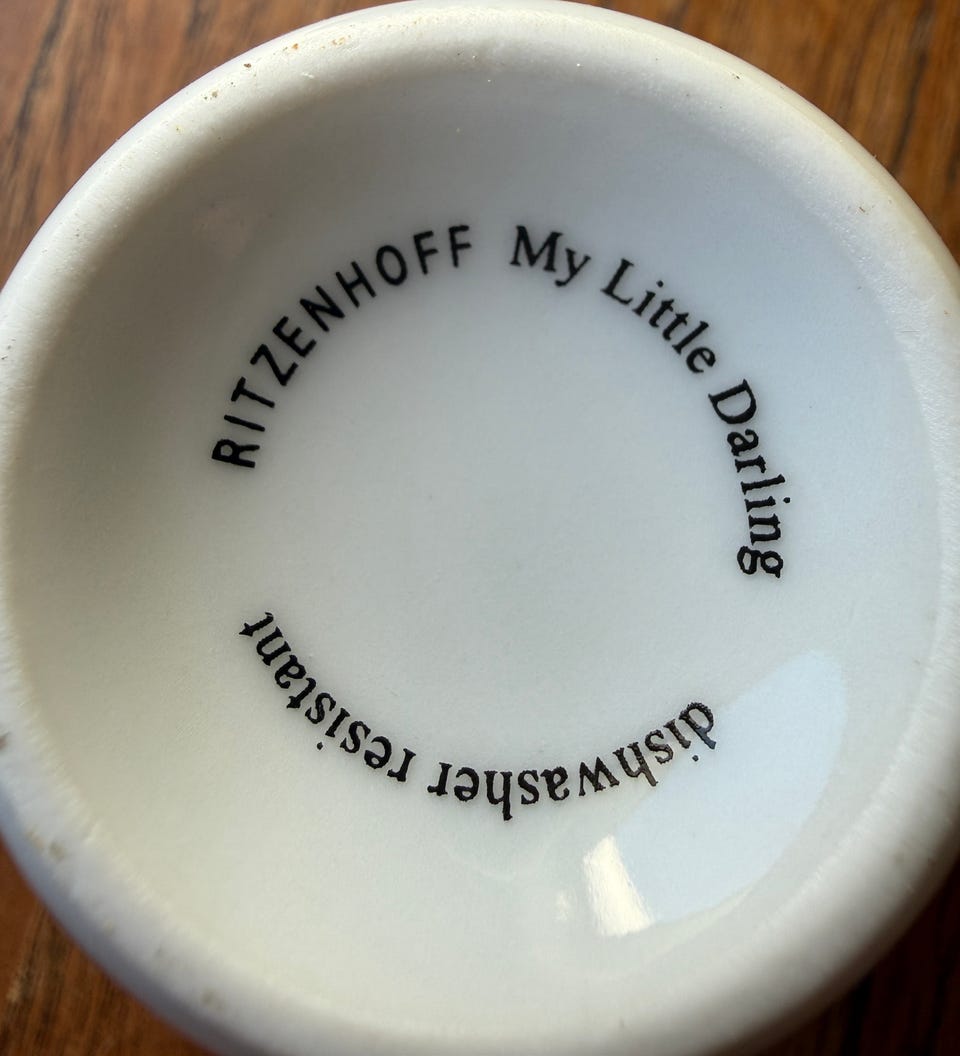 RITZENHOFF My Little Darling
dishwasher resistant